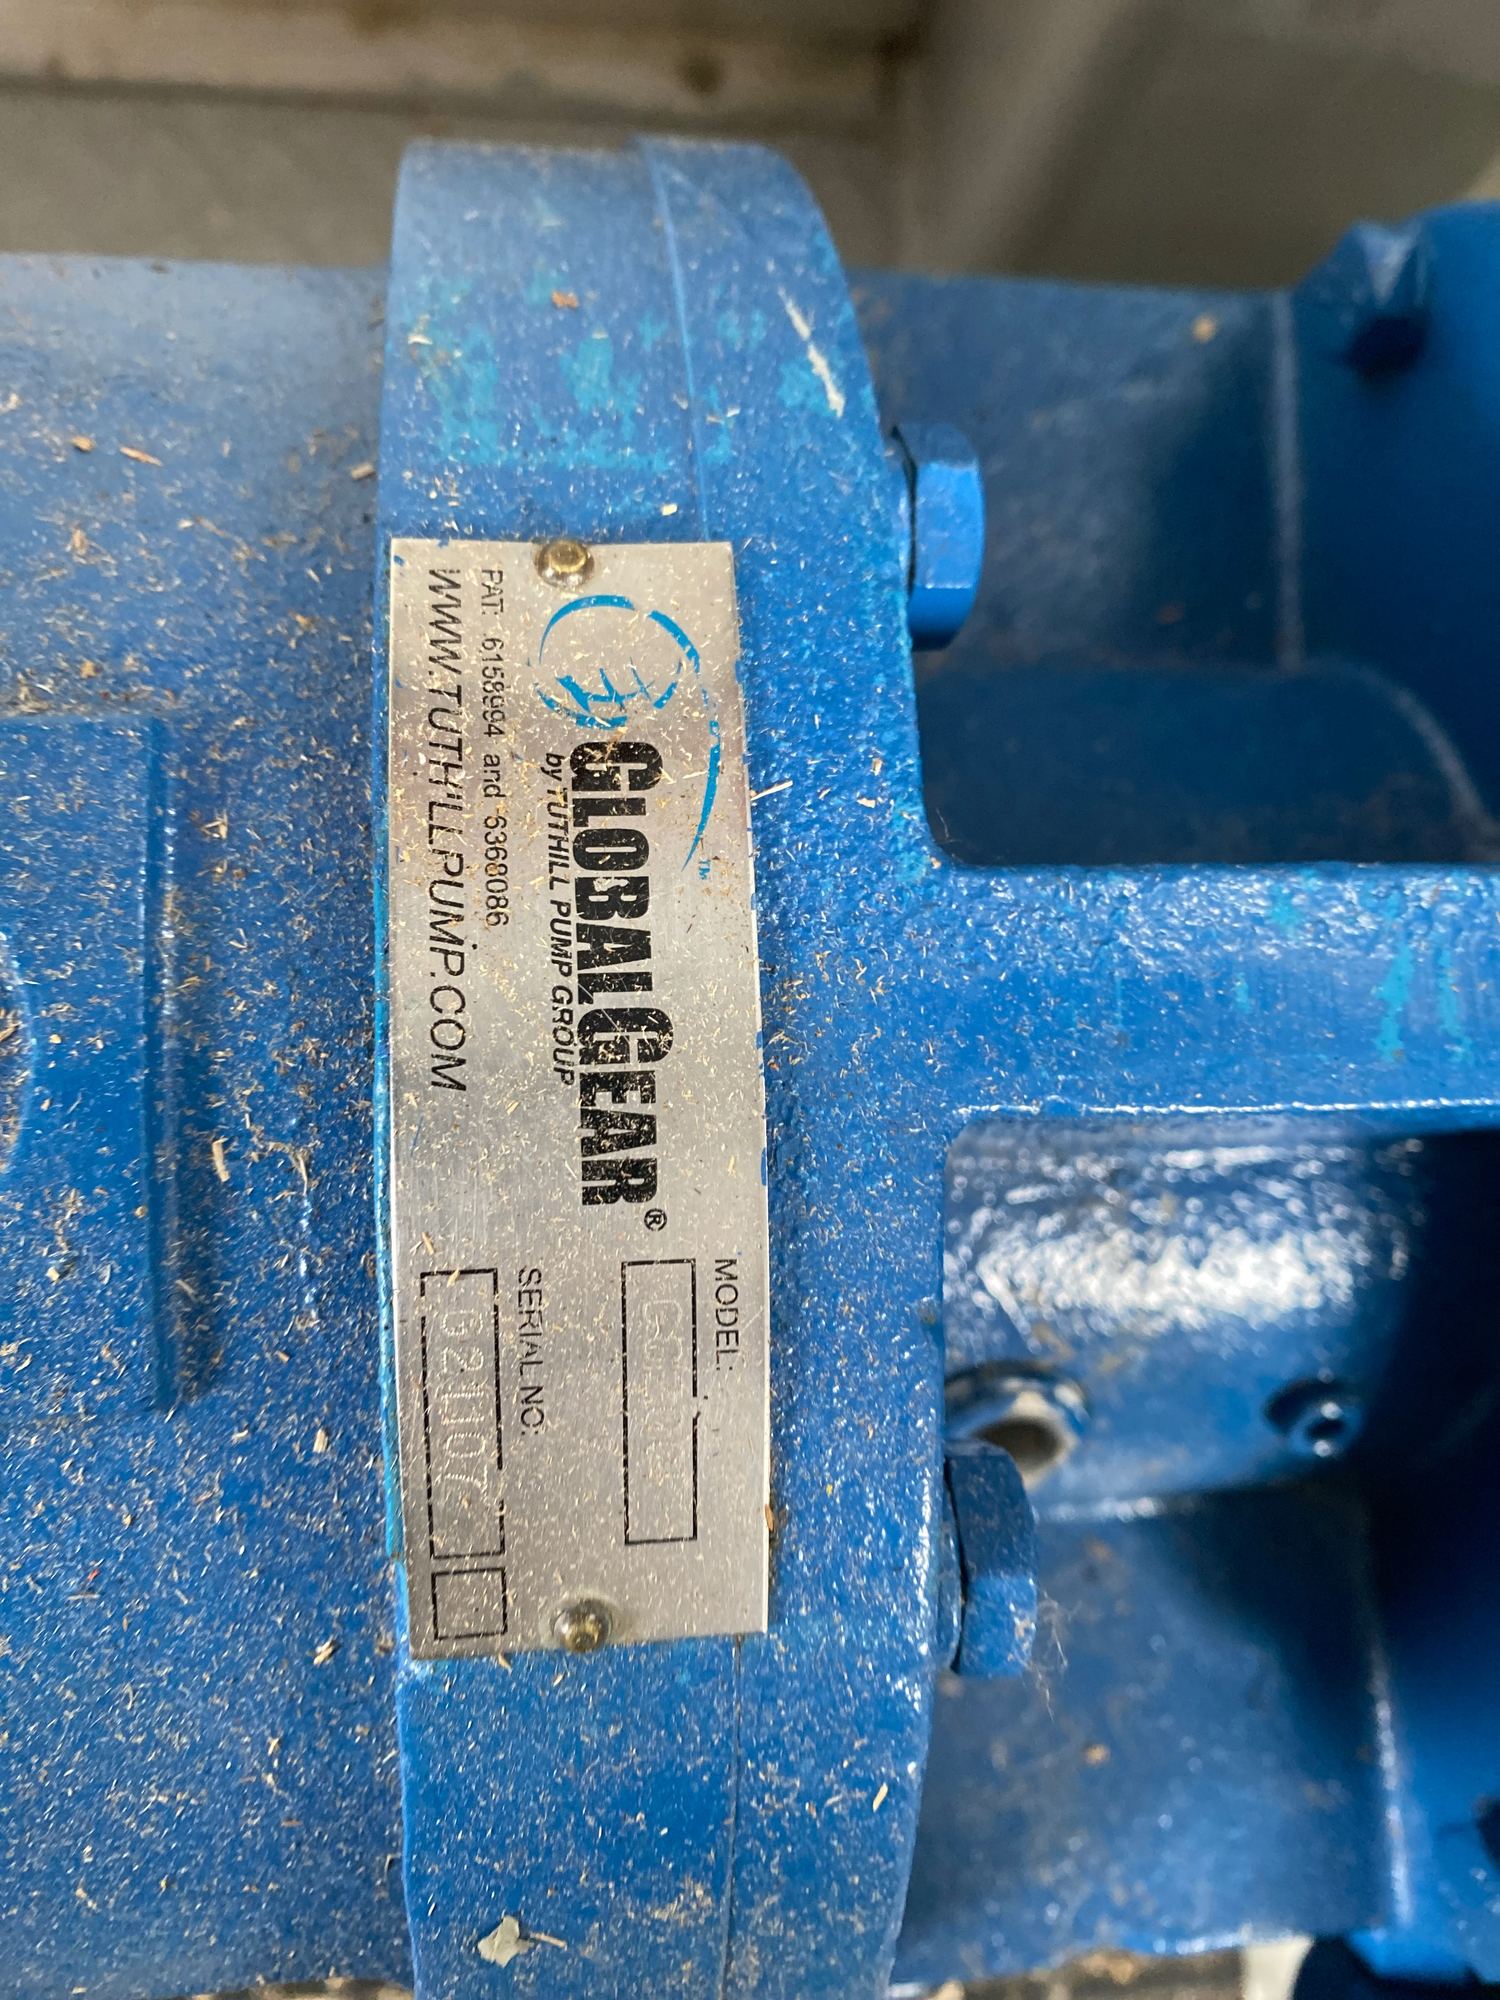 GLOBALGEAR®
by TUTHILL PUMP GROUP
PAT: 6158994 and 6368086
WWW.TUTHILLPUMP.COM
MODEL:
SERIAL NO: